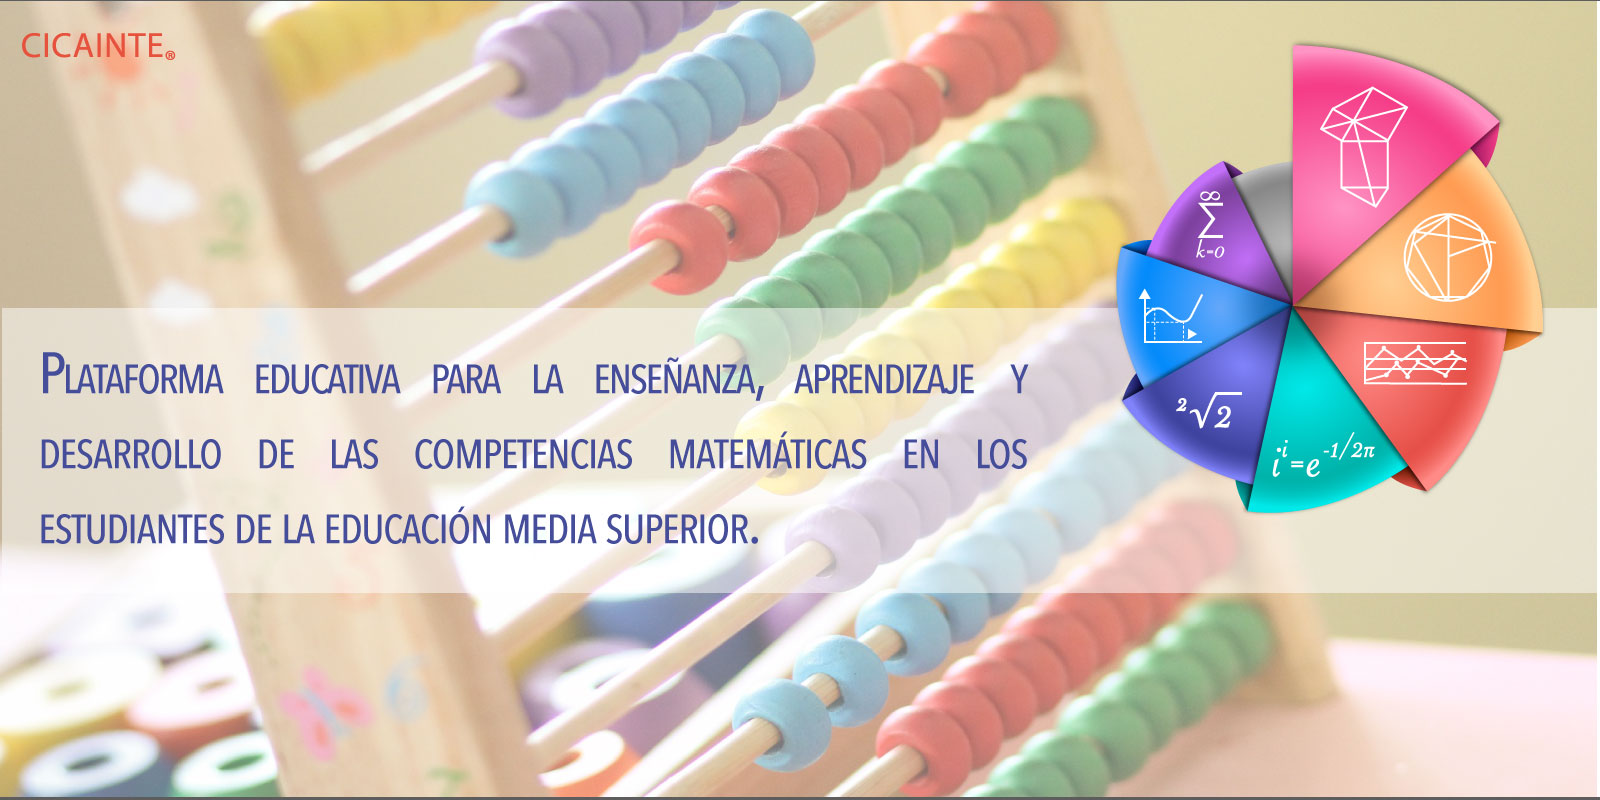 CICAINTE®
PLATAFORMA EDUCATIVA PARA LA ENSEÑANZA, APRENDIZAJE Y
DESARROLLO DE LAS COMPETENCIAS MATEMÁTICAS EN LOS
ESTUDIANTES DE LA EDUCACIÓN MEDIA SUPERIOR.
∞
∑
k=0
²√2
i^i=e^-1/2π